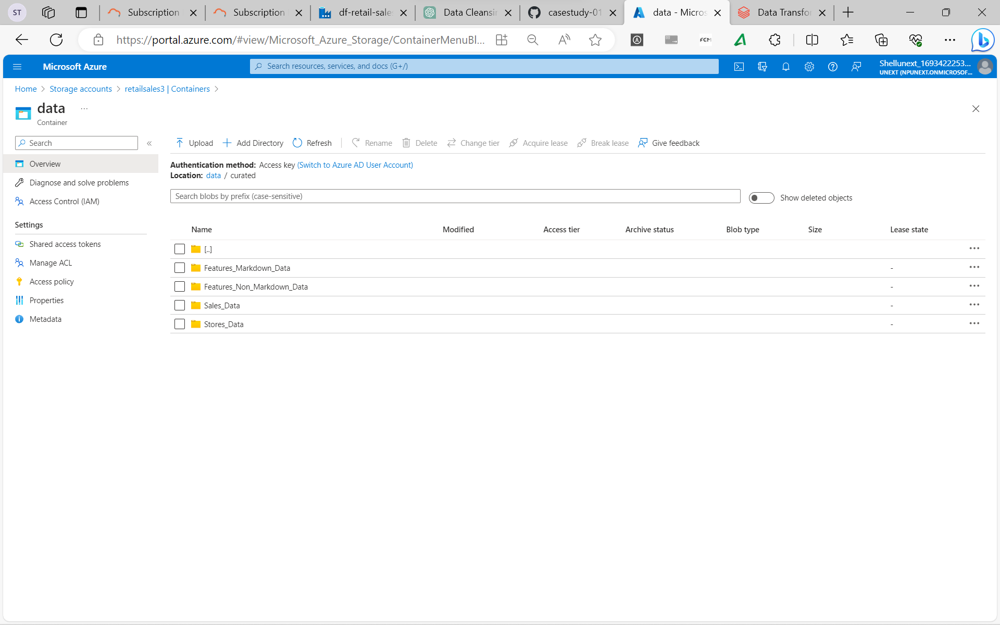 ST
Subscription
Subscription
df-retail-sale
Data Cleansin
casestudy-01
data - Micros
Data Transfor
https://portal.azure.com/#view/Microsoft_Azure_Storage/ContainerMenuBl...
FCM
Microsoft Azure
Search resources, services, and docs (G+/)
Shellunext_1693422253...
UNEXT (NPUNEXT.ONMICROSOF...
Home > Storage accounts > retailsales3 | Containers >
data ...
Container
Search
«
Upload
Add Directory
Refresh
Rename
Delete
Change tier
Acquire lease
Break lease
Give feedback
Overview
Diagnose and solve problems
Access Control (IAM)
Settings
Shared access tokens
Manage ACL
Access policy
Properties
Metadata
Authentication method: Access key (Switch to Azure AD User Account)
Location: data / curated
Search blobs by prefix (case-sensitive)
Show deleted objects
Name Modified Access tier Archive status Blob type Size Lease state
[..]
Features_Markdown_Data -
Features_Non_Markdown_Data -
Sales_Data -
Stores_Data -